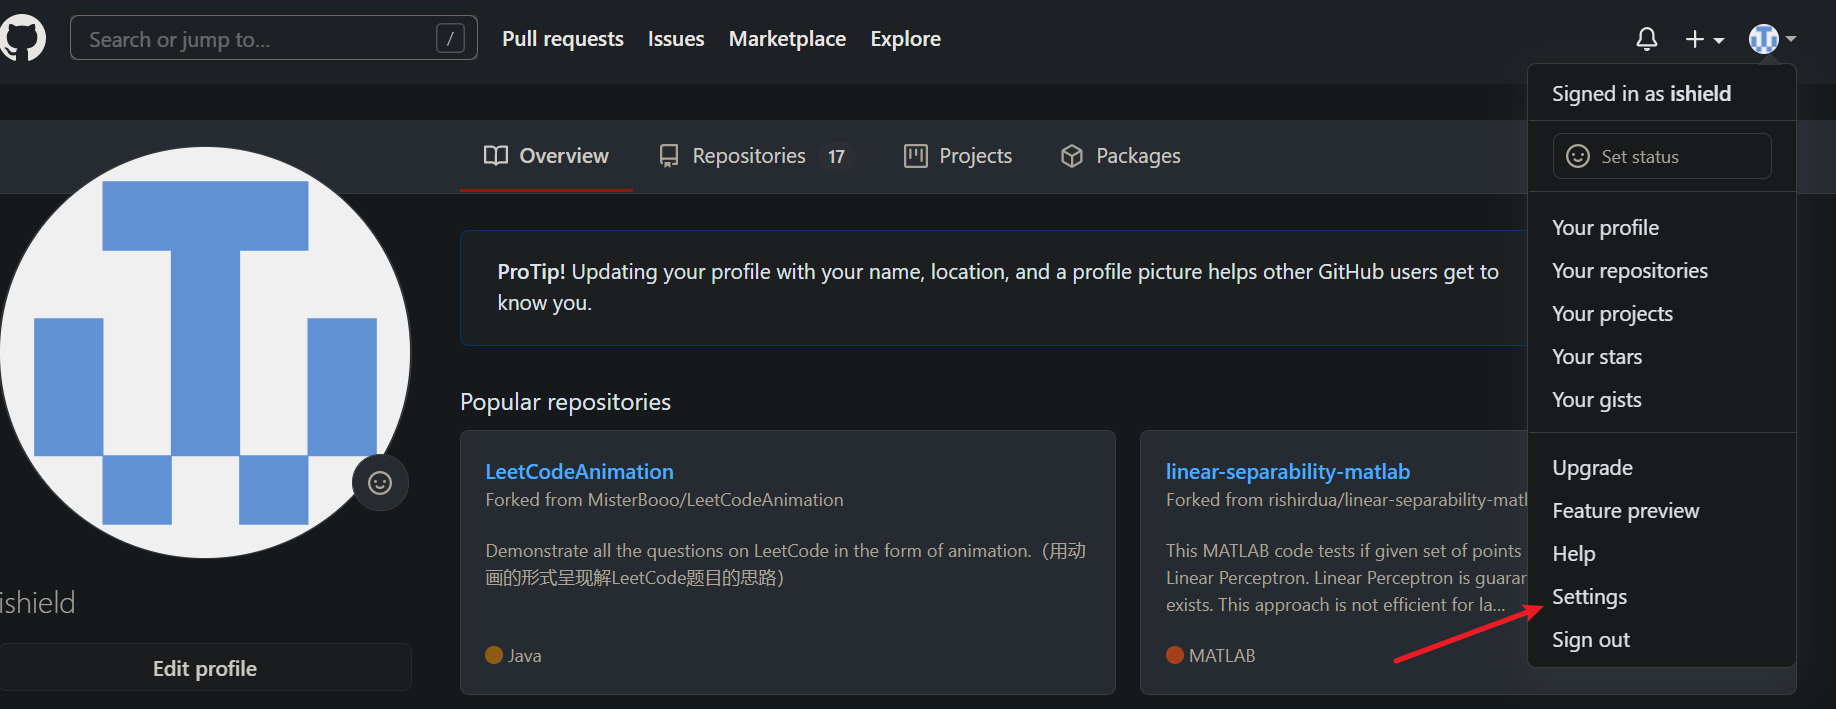 Search or jump to...
/
Pull requests
Issues
Marketplace
Explore
Signed in as ishield
Set status
Your profile
Your repositories
Your projects
Your stars
Your gists
Upgrade
Feature preview
Help
Settings
Sign out
Overview
Repositories 17
Projects
Packages
ishield
Edit profile
ProTip! Updating your profile with your name, location, and a profile picture helps other GitHub users get to
know you.
Popular repositories
LeetCodeAnimation
Forked from MisterBooo/LeetCodeAnimation
Demonstrate all the questions on LeetCode in the form of animation.（用动
画的形式呈现解LeetCode题目的思路）
Java
linear-separability-matlab
Forked from rishirdua/linear-separability-matl
This MATLAB code tests if given set of points
Linear Perceptron. Linear Perceptron is guarar
exists. This approach is not efficient for la...
MATLAB